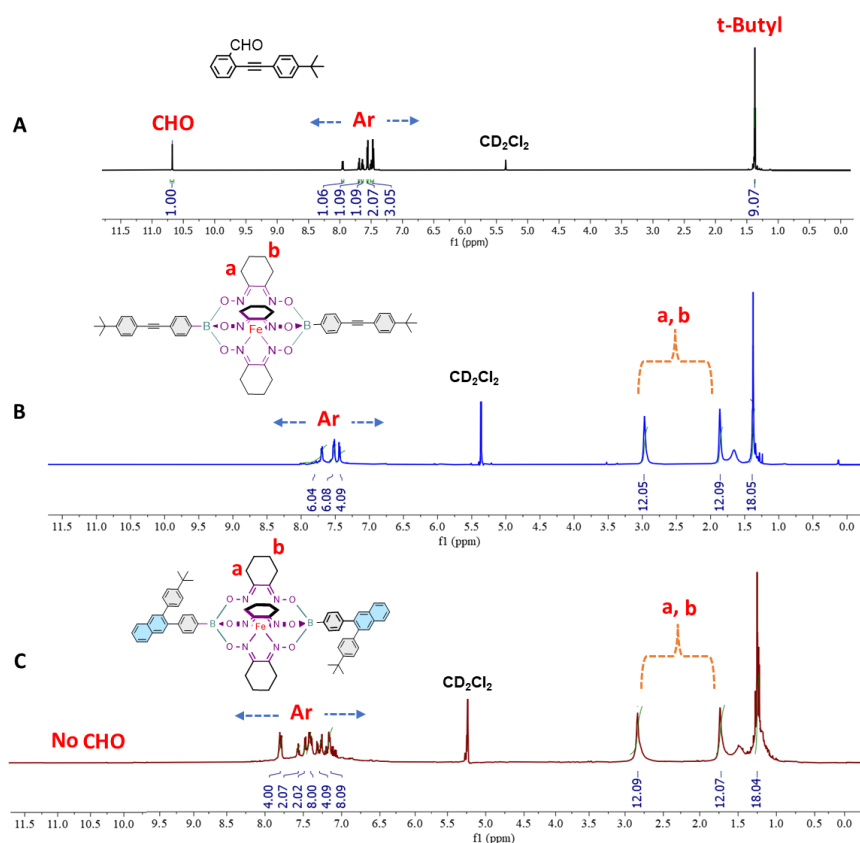 t-Butyl
CHO
A
CHO
Ar
CD2Cl2
1.00
1.06
1.09
1.09
2.07
3.05
9.07
11.5 11.0 10.5 10.0 9.5 9.0 8.5 8.0 7.5 7.0 6.5 6.0 5.5 5.0 4.5 4.0 3.5 3.0 2.5 2.0 1.5 1.0 0.5 0.0
f1 (ppm)
b
a
O N N O
B O N N O B
Fe
O N N O
a, b
CD2Cl2
B
Ar
6.04
6.08
4.09
12.05
12.09
18.05
11.5 11.0 10.5 10.0 9.5 9.0 8.5 8.0 7.5 7.0 6.5 6.0 5.5 5.0 4.5 4.0 3.5 3.0 2.5 2.0 1.5 1.0 0.5 0.0
f1 (ppm)
b
a
O N N O
B O N N O B
Fe
O N N O
a, b
CD2Cl2
C
Ar
No CHO
4.00
2.07
2.02
8.00
4.09
8.09
12.09
12.07
18.04
11.5 11.0 10.5 10.0 9.5 9.0 8.5 8.0 7.5 7.0 6.5 6.0 5.5 5.0 4.5 4.0 3.5 3.0 2.5 2.0 1.5 1.0 0.5 0.0
f1 (ppm)